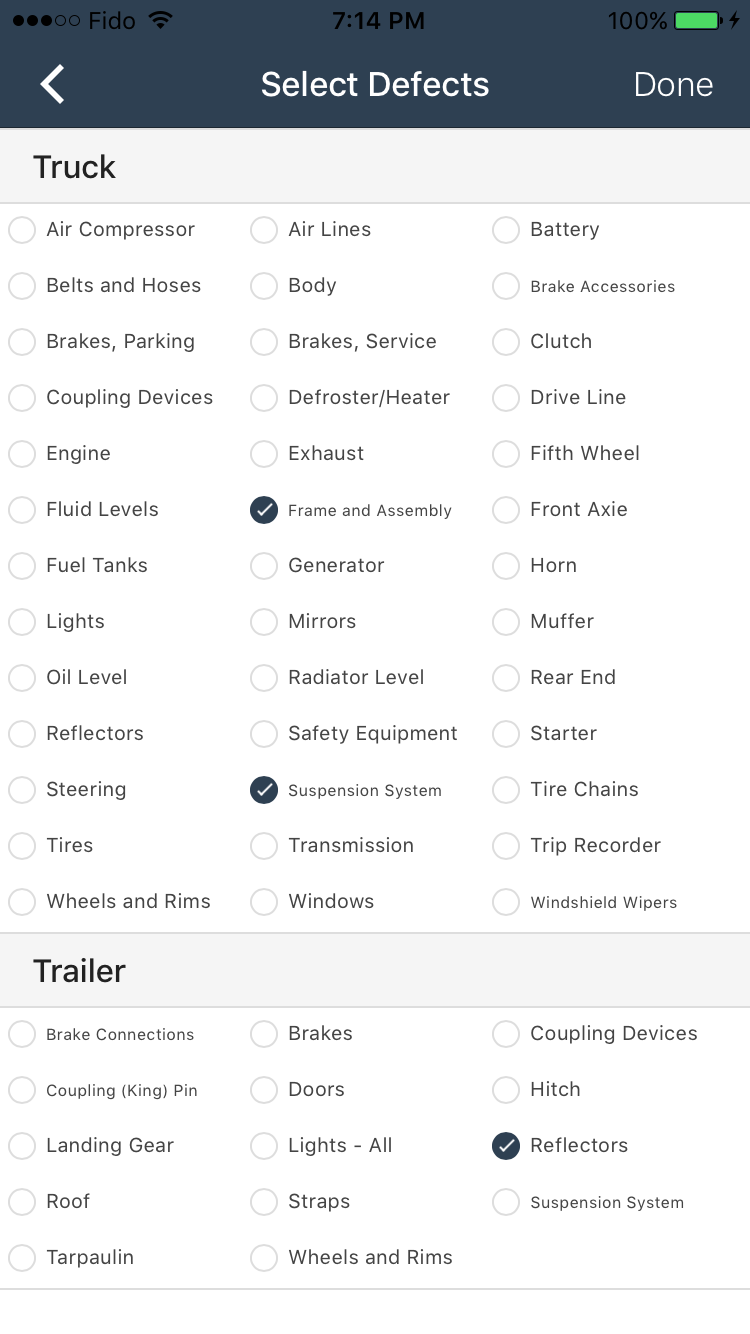 Fido 7:14 PM 100%
Select Defects Done
Truck
Air Compressor Air Lines Battery
Belts and Hoses Body Brake Accessories
Brakes, Parking Brakes, Service Clutch
Coupling Devices Defroster/Heater Drive Line
Engine Exhaust Fifth Wheel
Fluid Levels Frame and Assembly Front Axie
Fuel Tanks Generator Horn
Lights Mirrors Muffer
Oil Level Radiator Level Rear End
Reflectors Safety Equipment Starter
Steering Suspension System Tire Chains
Tires Transmission Trip Recorder
Wheels and Rims Windows Windshield Wipers
Trailer
Brake Connections Brakes Coupling Devices
Coupling (King) Pin Doors Hitch
Landing Gear Lights - All Reflectors
Roof Straps Suspension System
Tarpaulin Wheels and Rims